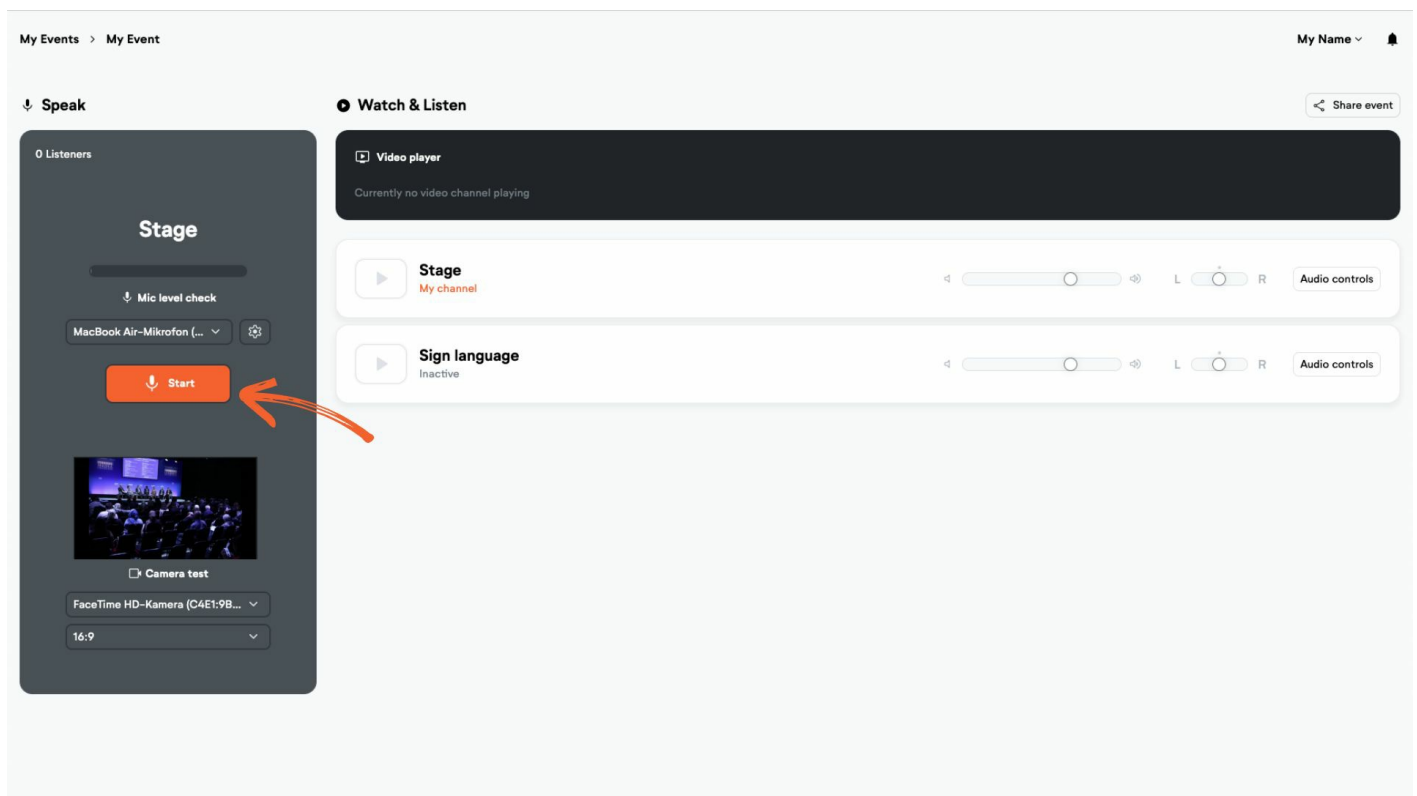 My Events > My Event
My Name
Speak
Watch & Listen
Share event
0 Listeners
Stage
Mic level check
MacBook Air-Mikrofon (...
Start
Camera test
FaceTime HD-Kamera (C4E1:9B...
16:9
Video player
Currently no video channel playing
Stage
My channel
L R
Audio controls
Sign language
Inactive
L R
Audio controls